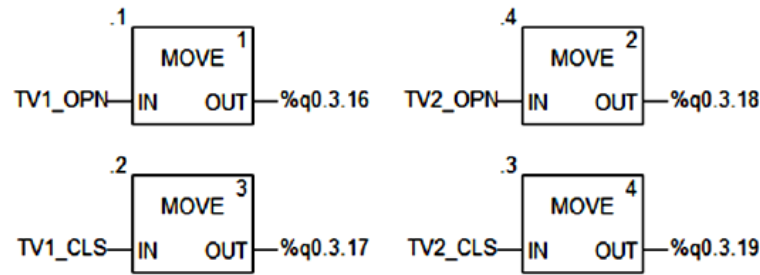 .1 .4
1 2
MOVE MOVE
TV1_OPN IN OUT %q0.3.16 TV2_OPN IN OUT %q0.3.18
.2 .3
3 4
MOVE MOVE
TV1_CLS IN OUT %q0.3.17 TV2_CLS IN OUT %q0.3.19